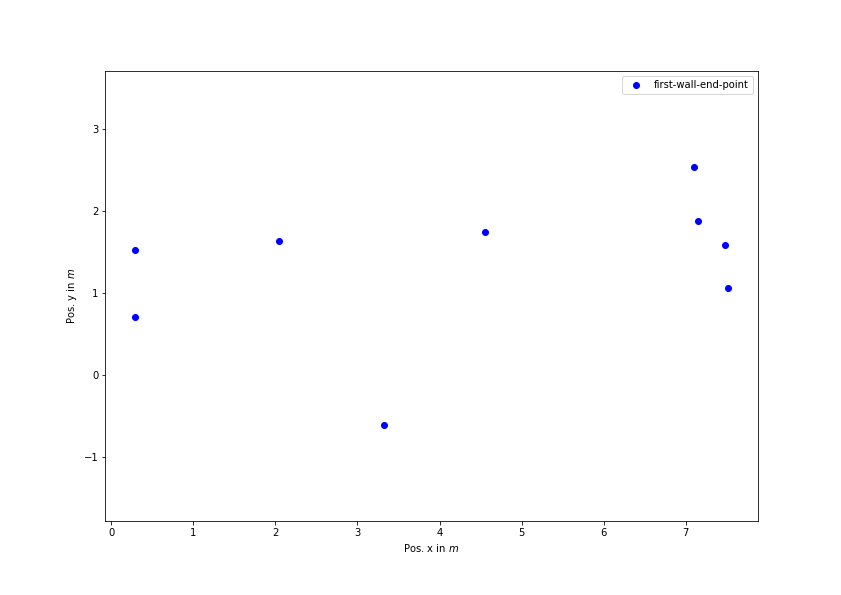 first-wall-end-point
3
2
1
0
−1
Pos. y in m
0 1 2 3 4 5 6 7
Pos. x in m